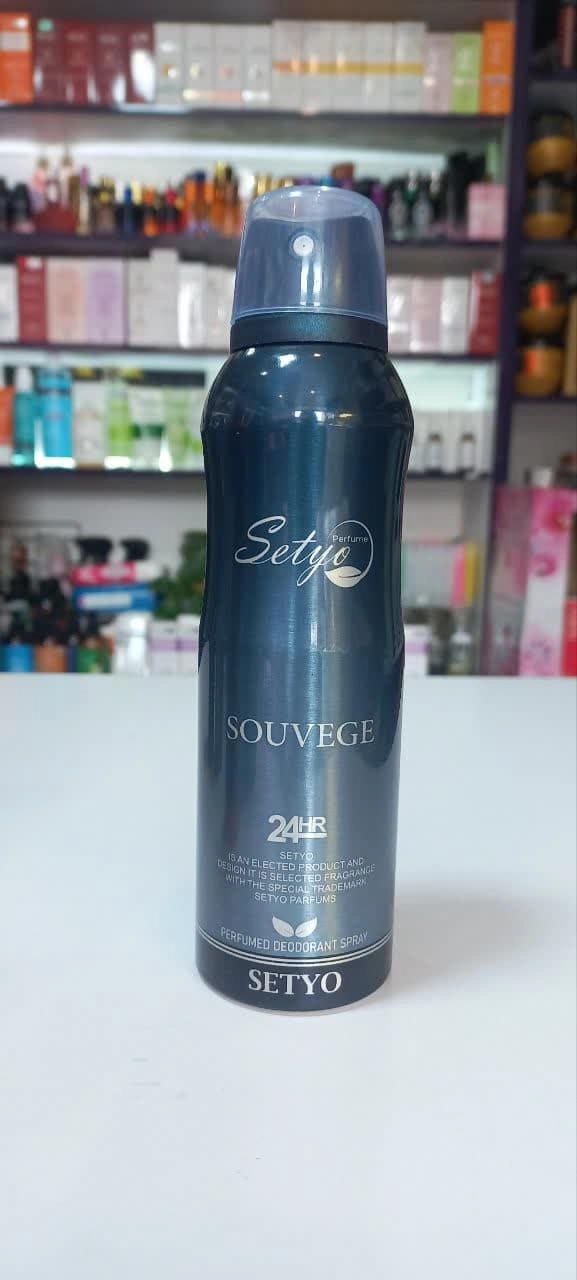 Setyo
Perfume
SOUVEGE
24HR
SETYO
IS AN ELECTED PRODUCT AND
DESIGN IT IS SELECTED FRAGRANCE
WITH THE SPECIAL TRADEMARK
SETYO PARFUMS
PERFUMED DEODORANT SPRAY
SETYO